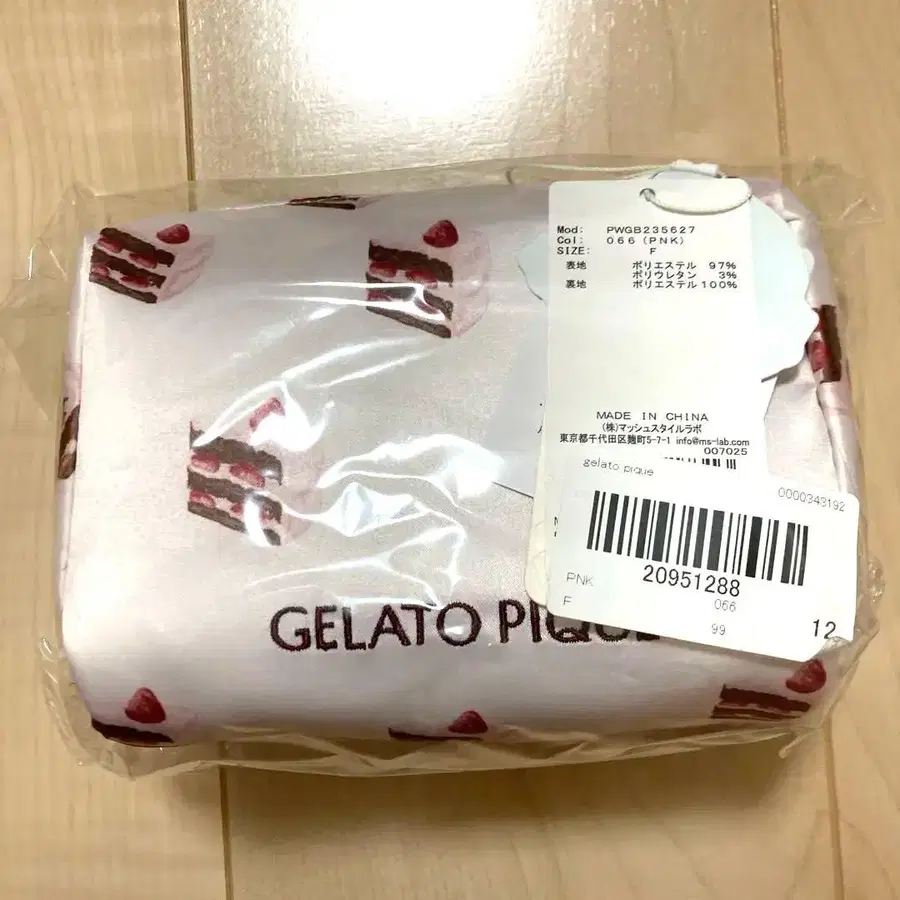 Mod: PWGB235627
Col: 066(PNK)
SIZE: F
表地 ポリエステル 97%
ポリウレタン 3%
裏地 ポリエステル100%
MADE IN CHINA
(株)マッシュスタイルラボ
東京都千代田区麹町5-7-1 info@ms-lab.com
007025
gelato pique
0000343192
20951288
PNK 066
F 99 12
GELATO PIQUE